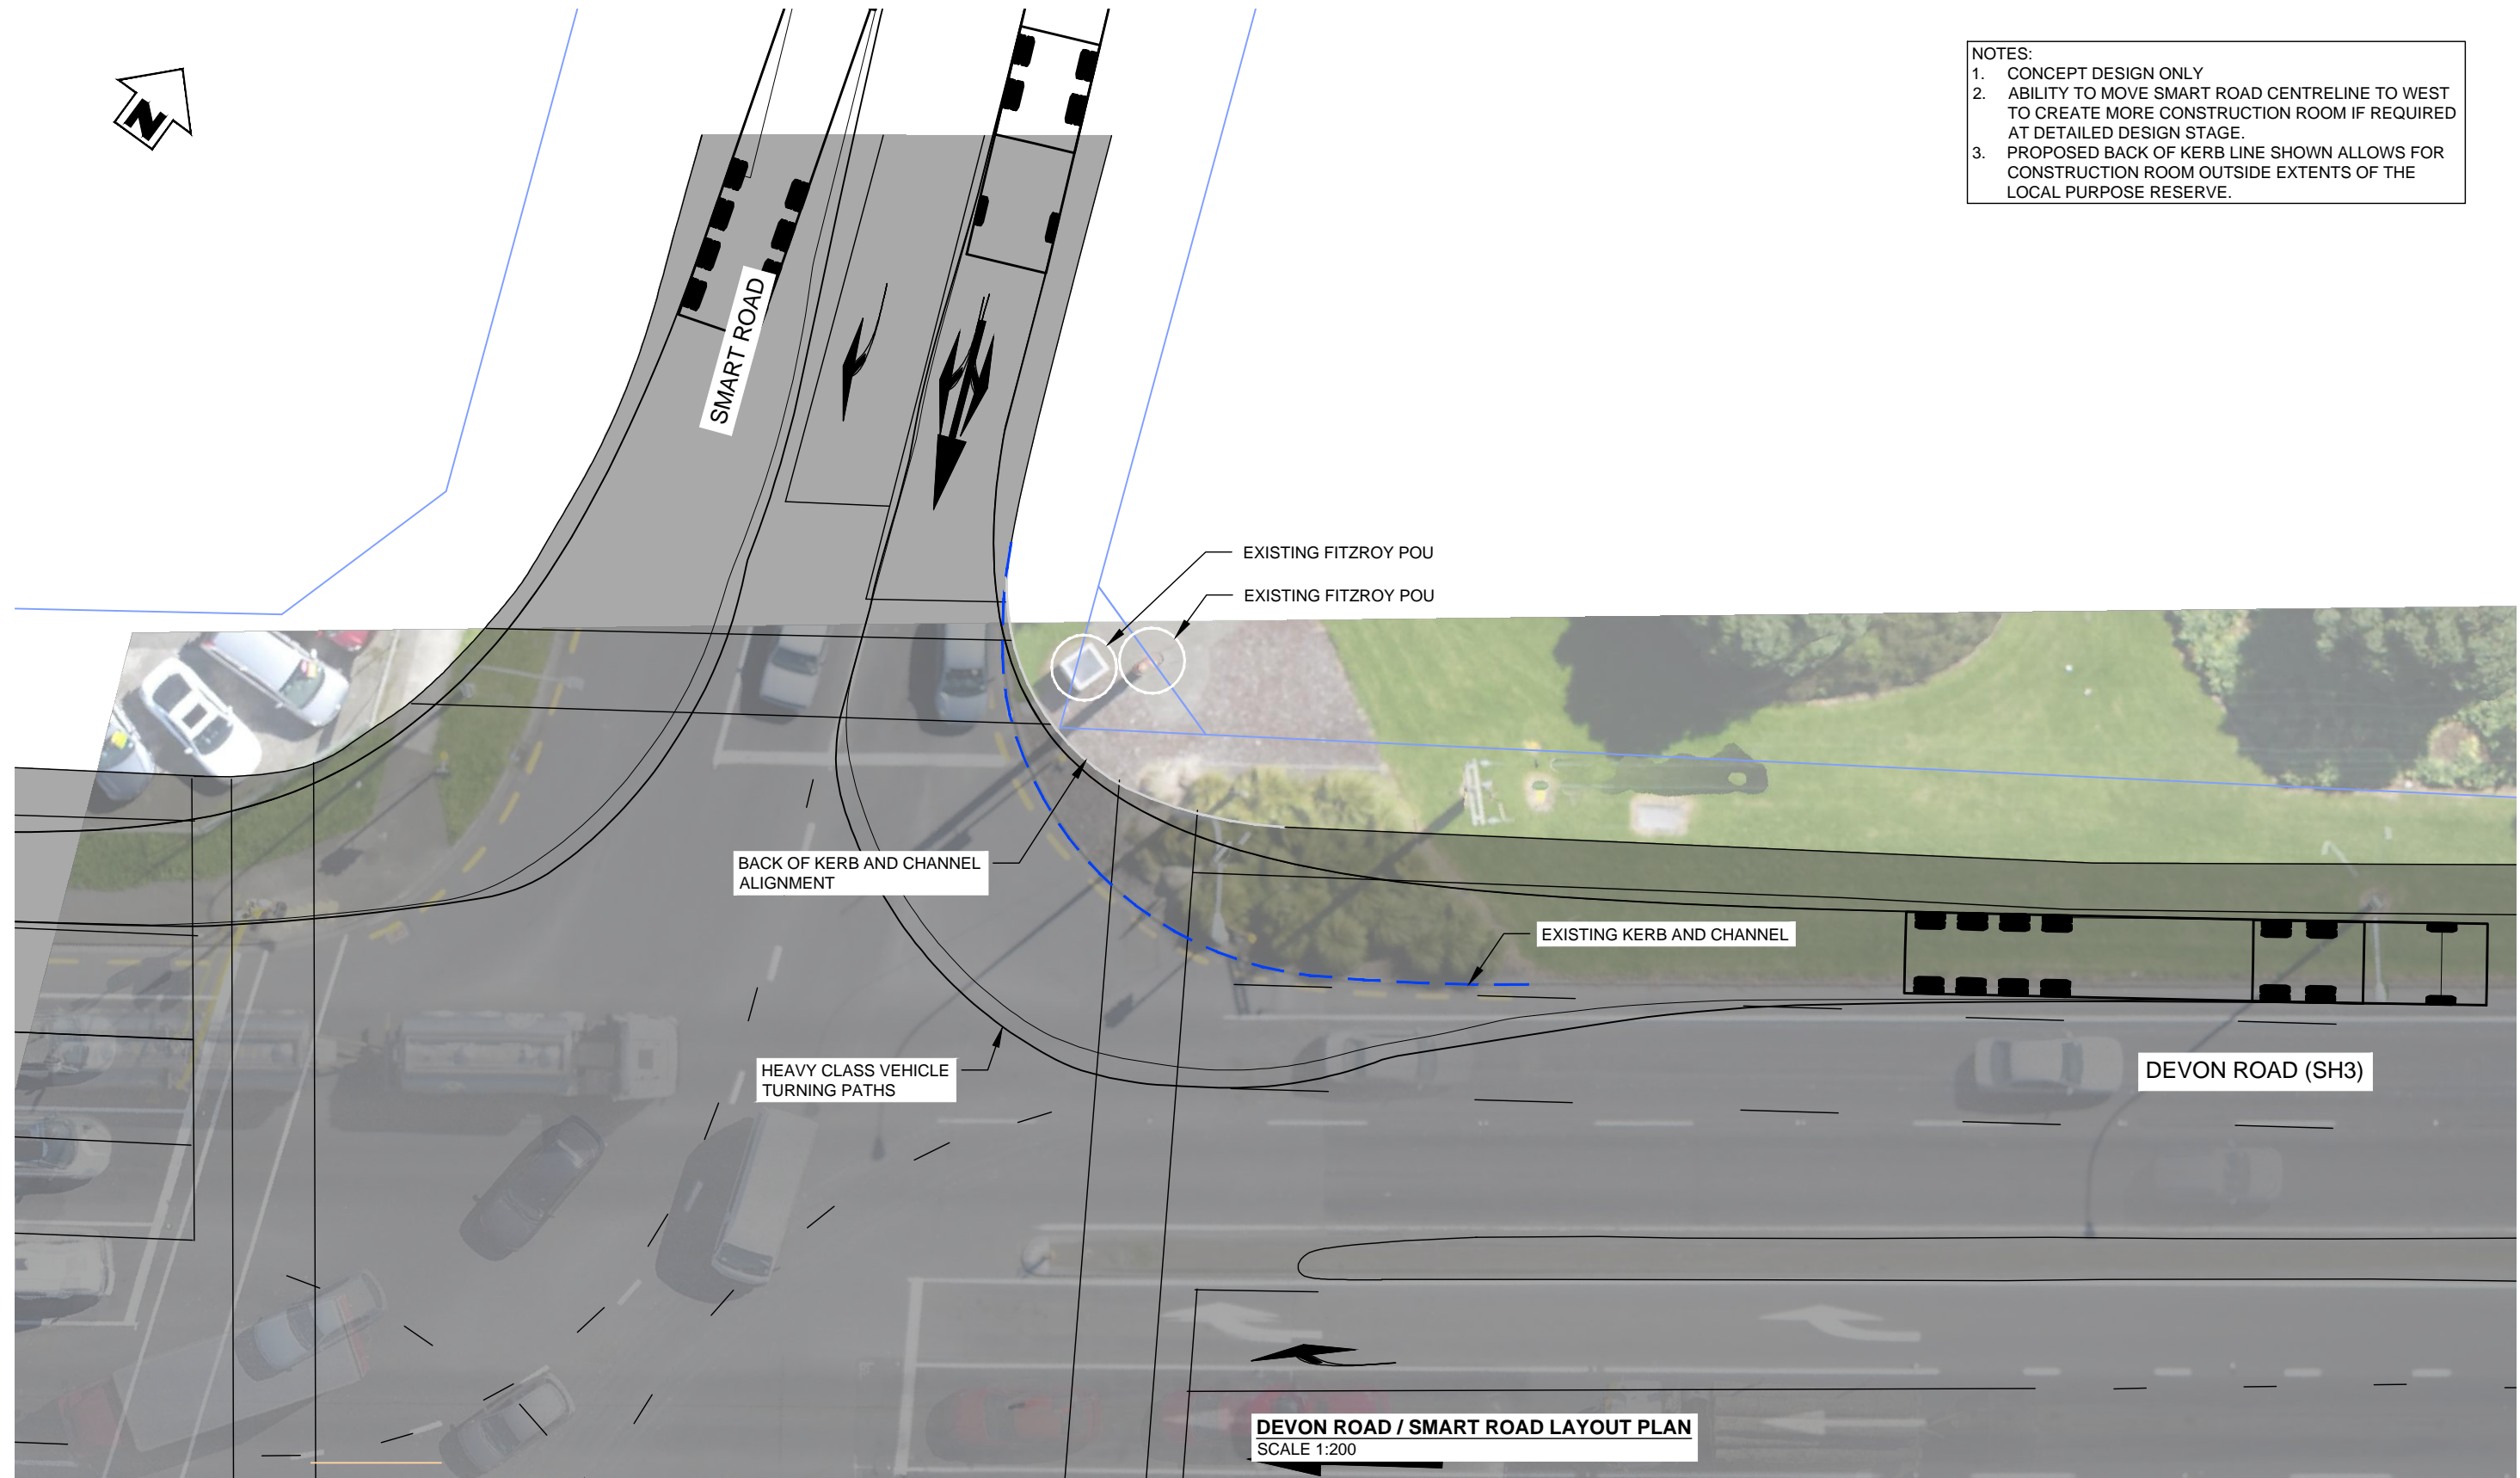 N
NOTES:
1. CONCEPT DESIGN ONLY
2. ABILITY TO MOVE SMART ROAD CENTRELINE TO WEST
TO CREATE MORE CONSTRUCTION ROOM IF REQUIRED
AT DETAILED DESIGN STAGE.
3. PROPOSED BACK OF KERB LINE SHOWN ALLOWS FOR
CONSTRUCTION ROOM OUTSIDE EXTENTS OF THE
LOCAL PURPOSE RESERVE.
SMART ROAD
EXISTING FITZROY POU
EXISTING FITZROY POU
BACK OF KERB AND CHANNEL
ALIGNMENT
EXISTING KERB AND CHANNEL
HEAVY CLASS VEHICLE
TURNING PATHS
DEVON ROAD (SH3)
DEVON ROAD / SMART ROAD LAYOUT PLAN
SCALE 1:200